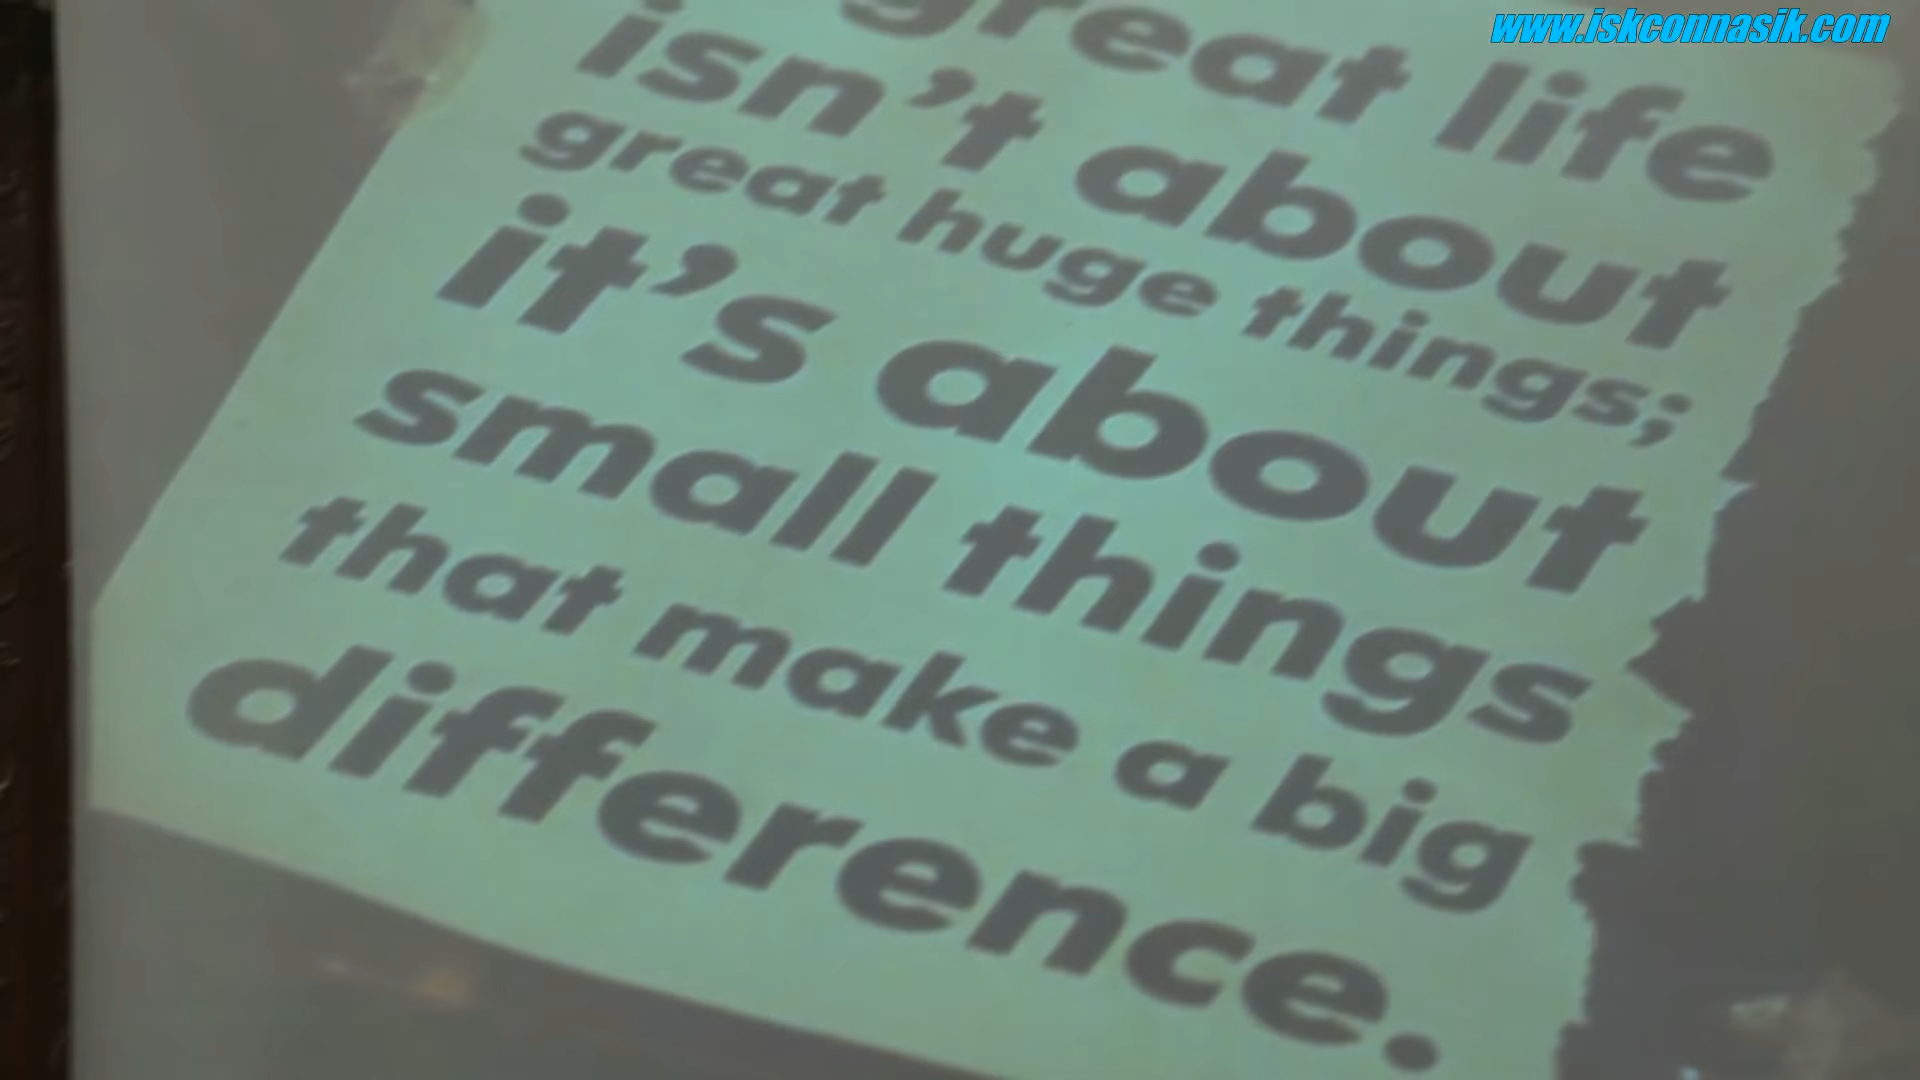 www.iskconnasik.com
great life
isn't about
great huge things;
it's about
small things
that make a big
difference.